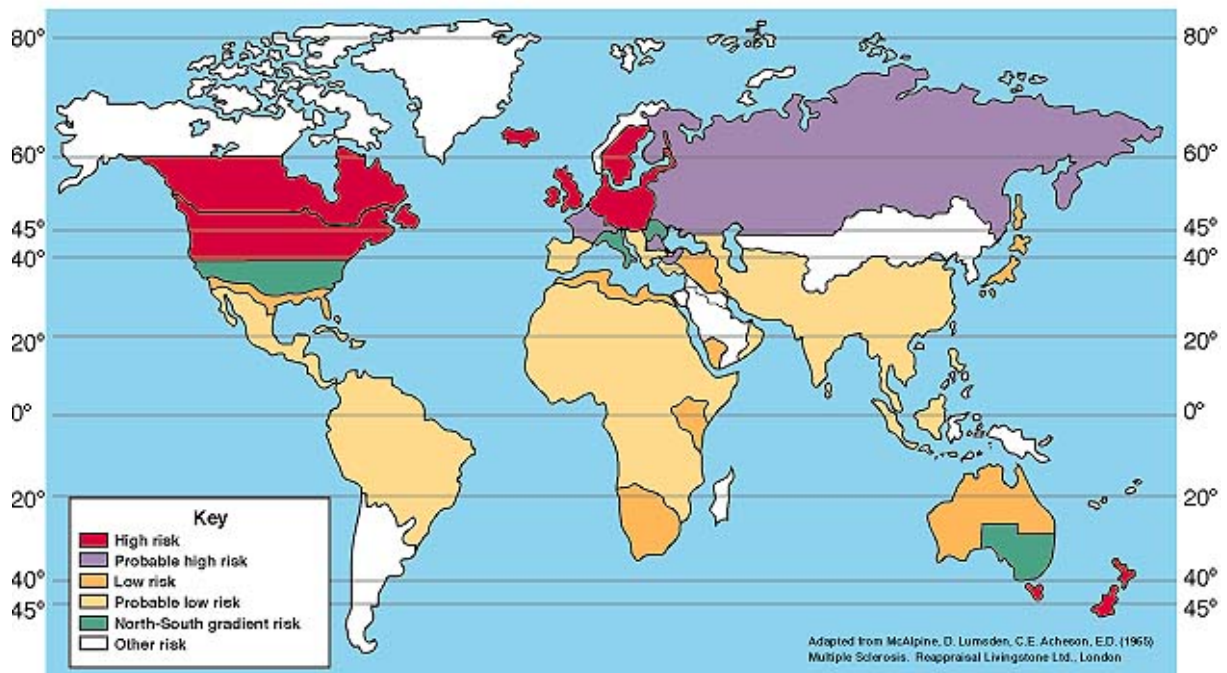 80°
60°
45°
40°
20°
0°
20°
40°
45°
80°
60°
45°
40°
20°
0°
20°
40°
45°
Key
High risk
Probable high risk
Low risk
Probable low risk
North-South gradient risk
Other risk
Adapted from McAlpine, D. Lumsden, C.E. Acheson, E.D. (1965)
Multiple Sclerosis. Reappraisal Livingstone Ltd., London